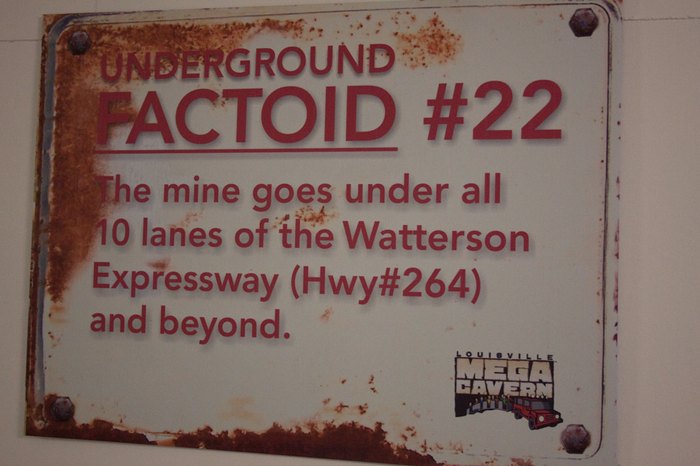 UNDERGROUND
FACTOID #22
The mine goes under all
10 lanes of the Watterson
Expressway (Hwy#264)
and beyond.
LOUISVILLE
MEGA
CAVERN